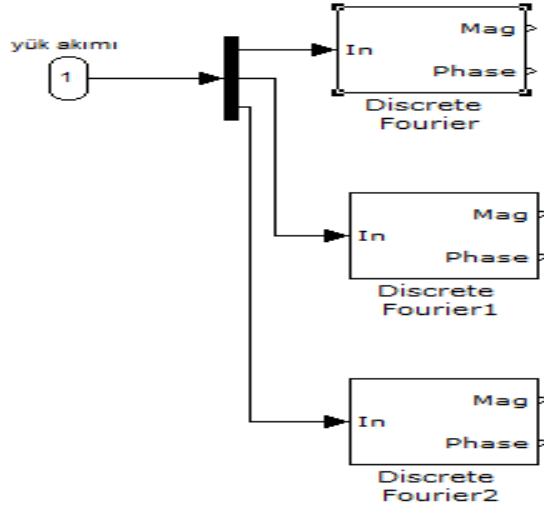 yük akımı
1
In
Mag
Phase
Discrete
Fourier
In
Mag
Phase
Discrete
Fourier1
In
Mag
Phase
Discrete
Fourier2